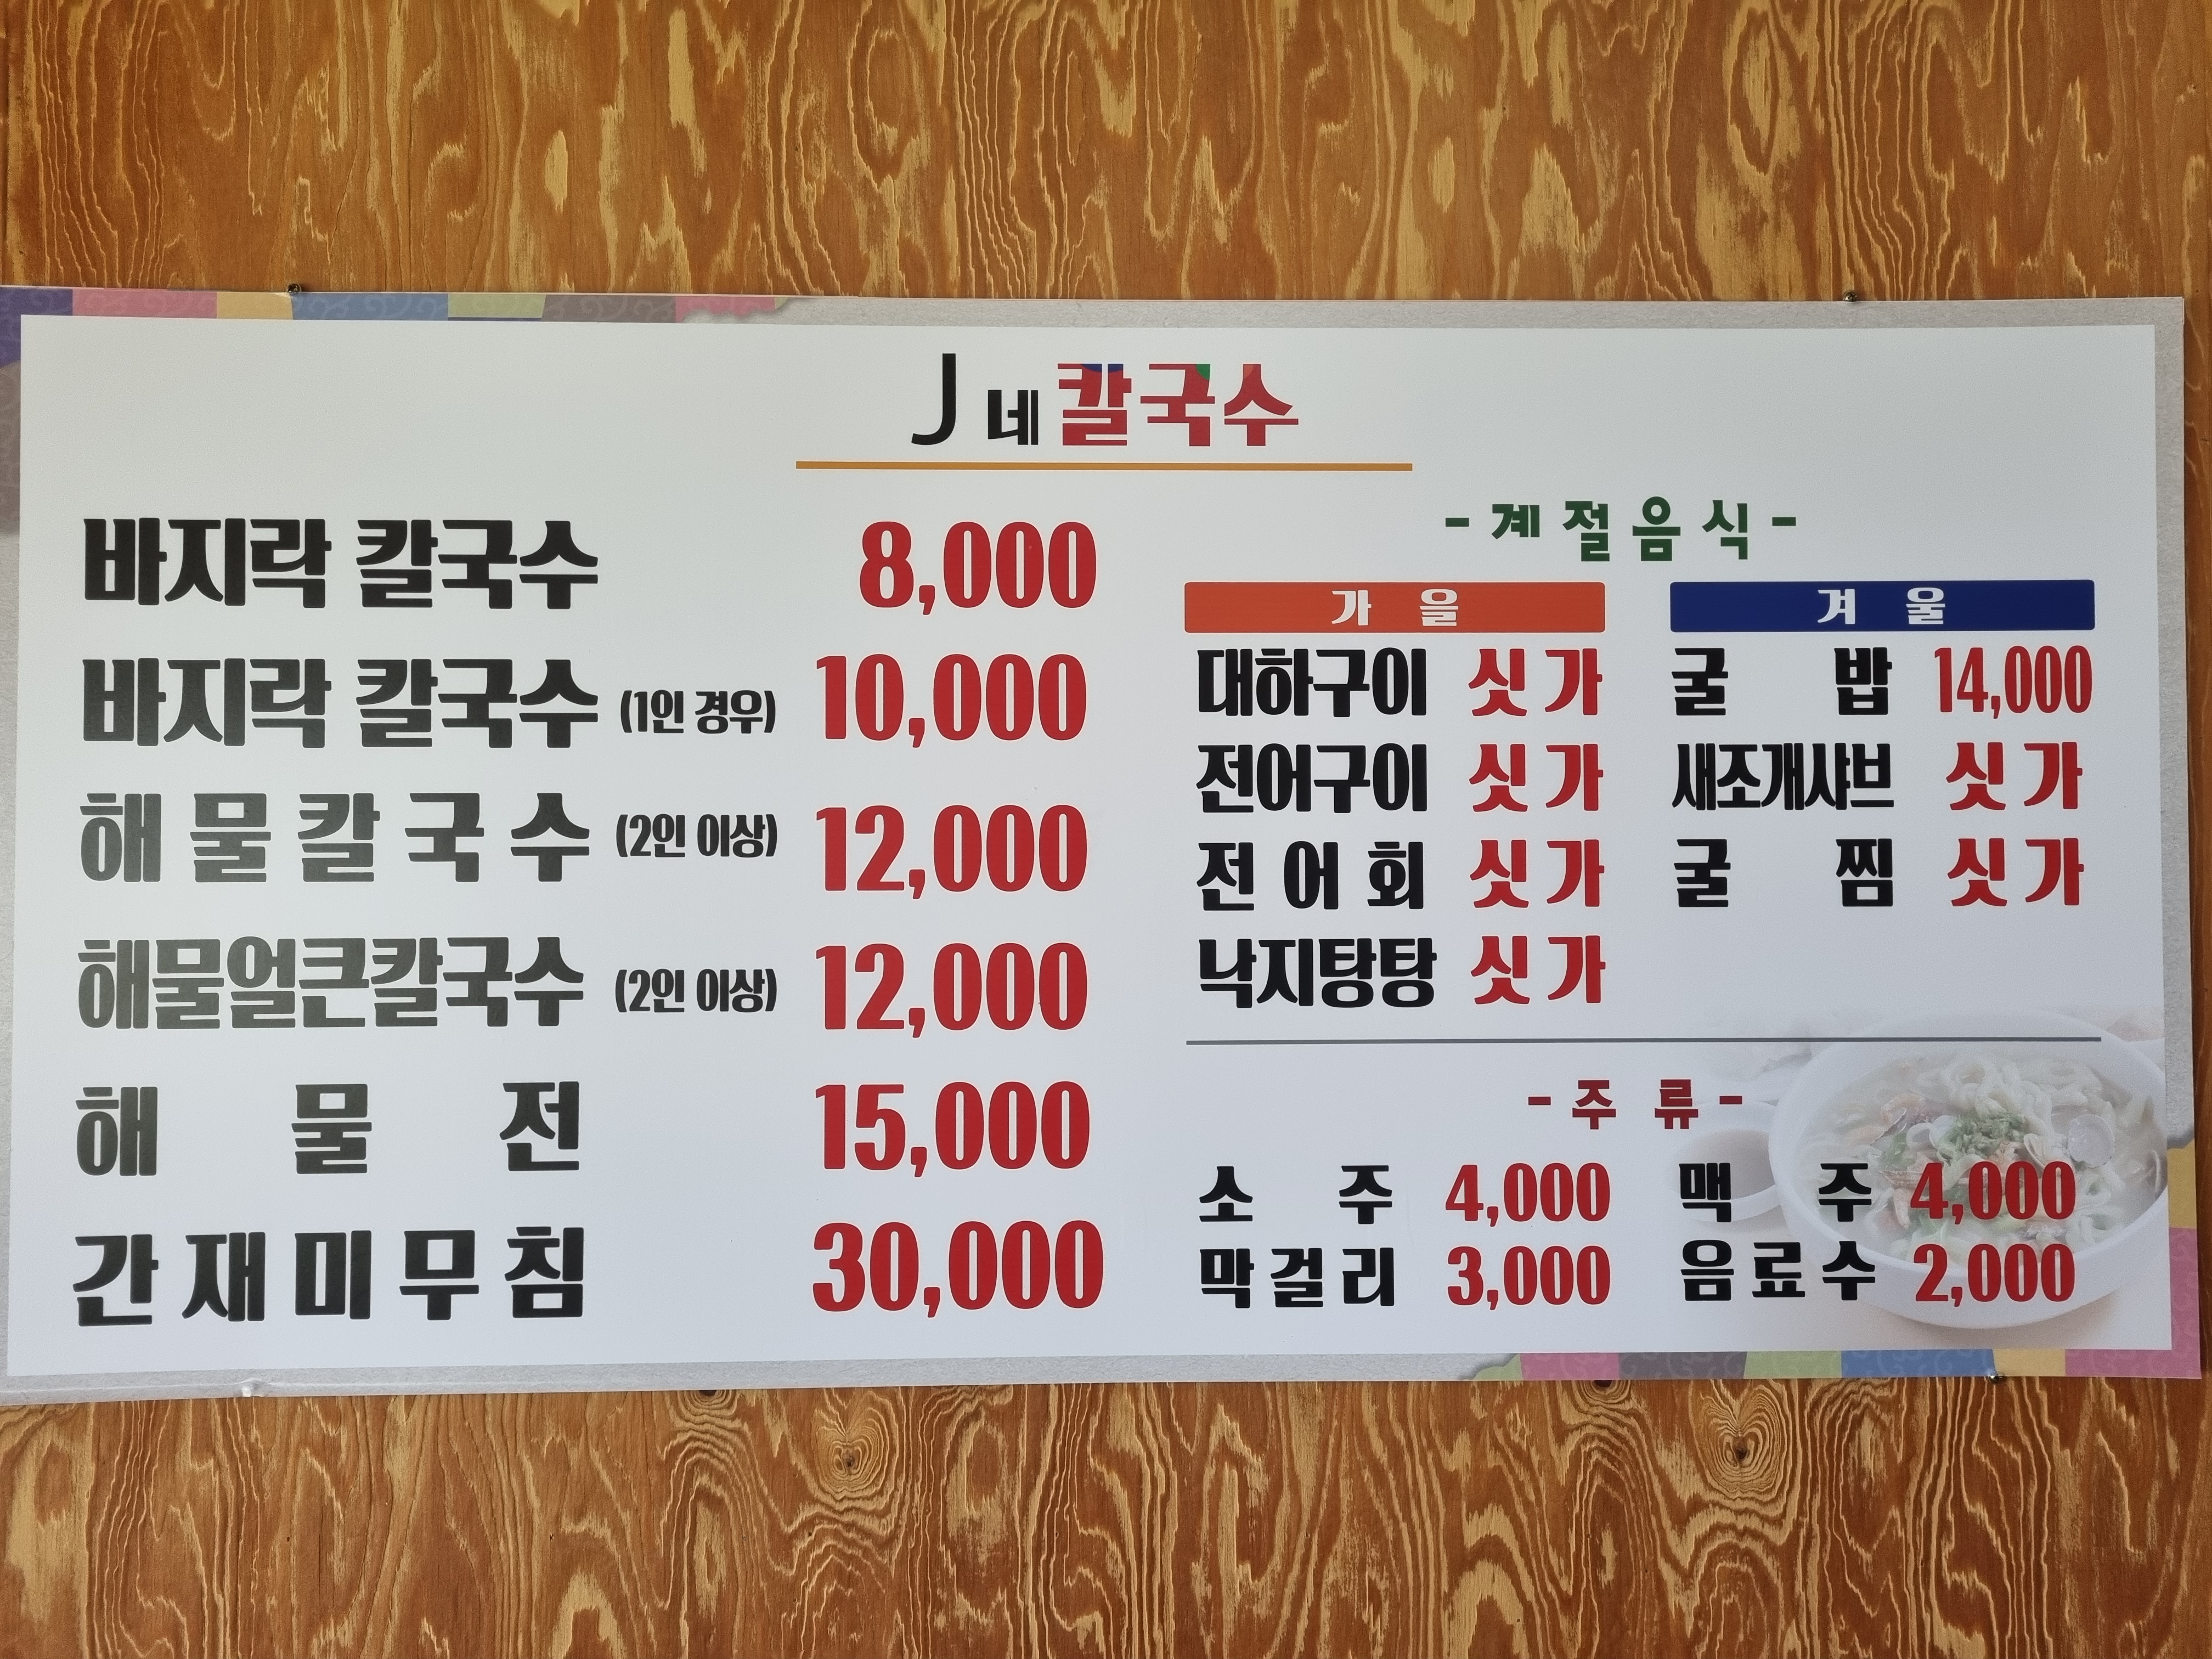 J네칼국수
바지락 칼국수 8,000
바지락 칼국수 (1인 경우) 10,000
해물칼국수 (2인 이상) 12,000
해물얼큰칼국수 (2인 이상) 12,000
해물전 15,000
간재미무침 30,000
-계절음식-
가을
대하구이 싯가
전어구이 싯가
전어회 싯가
낙지탕탕 싯가
겨울
굴밥 14,000
새조개샤브 싯가
굴찜 싯가
-주류-
소주 4,000 맥주 4,000
막걸리 3,000 음료수 2,000